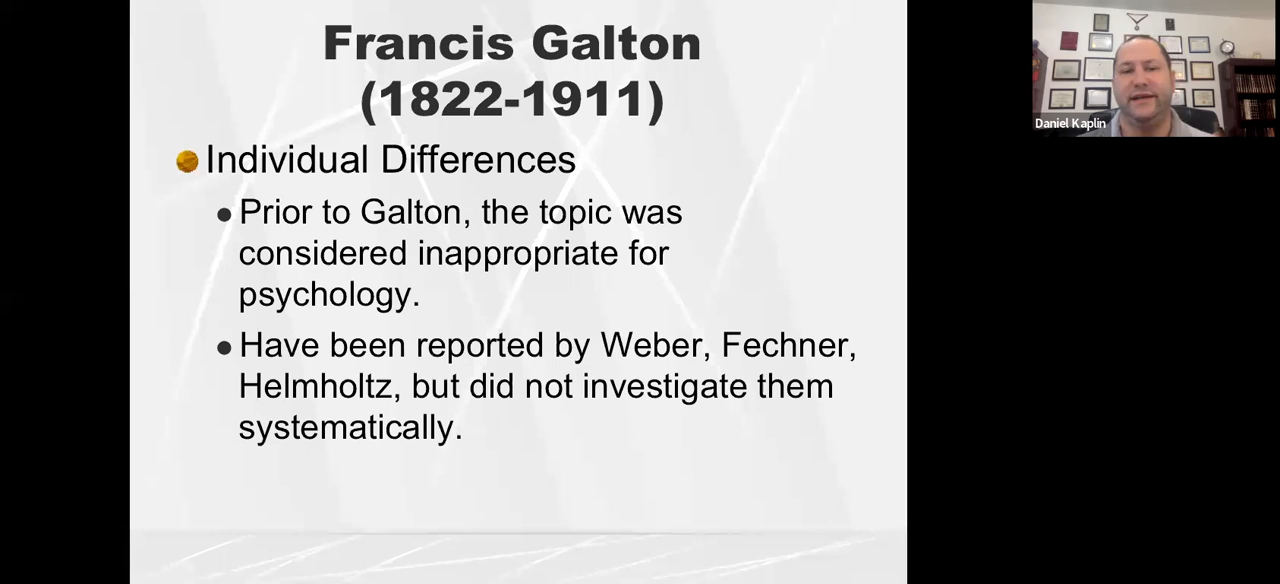 Francis Galton
(1822-1911)
Individual Differences
Prior to Galton, the topic was
considered inappropriate for
psychology.
Have been reported by Weber, Fechner,
Helmholtz, but did not investigate them
systematically.
Daniel Kaplin